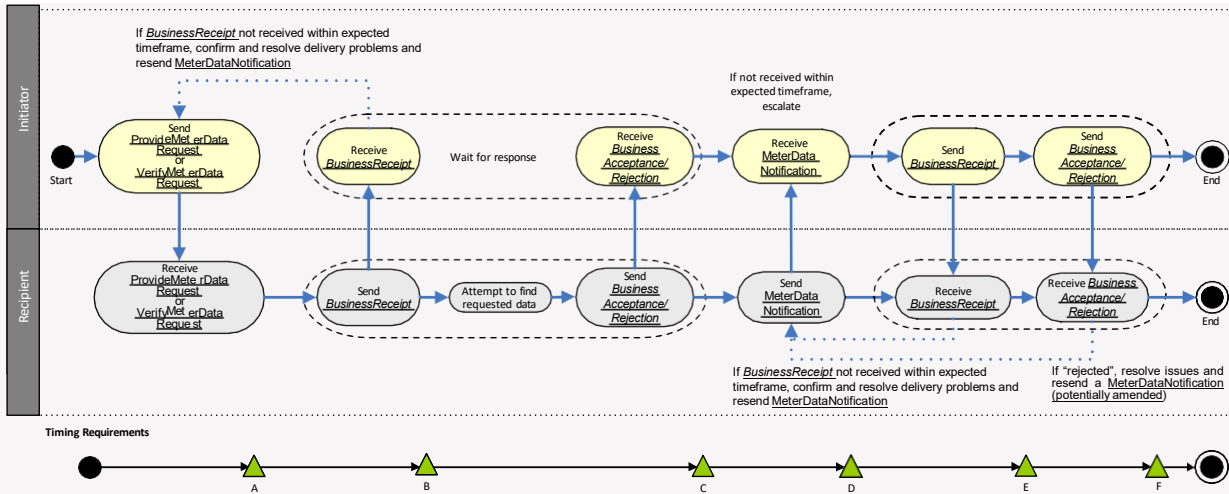 Initiator
If BusinessReceipt not received within expected
timeframe, confirm and resolve delivery problems and
resend MeterDataNotification
If not received within
expected timeframe,
escalate
Start
Send
ProvideMet erData
Request
or
VerifyMet erData
Request
Receive
BusinessReceipt
Wait for response
Receive
Business
Acceptance/
Rejection
Receive
MeterData
Notification
Send
BusinessReceipt
Send
Business
Acceptance/
Rejection
End
Recipient
Receive
ProvideMete rData
Request
or
VerifyMet erData
Reque st
Send
BusinessReceipt
Attempt to find
requested data
Send
Business
Acceptance/
Rejection
Send
MeterData
Notification
Receive
BusinessReceipt
Receive Business
Acceptance/
Rejection
End
If BusinessReceipt not received within expected
timeframe, confirm and resolve delivery problems and
resend MeterDataNotification
If “rejected”, resolve issues and
resend a MeterDataNotification
(potentially amended)
Timing Requirements
A
B
C
D
E
F